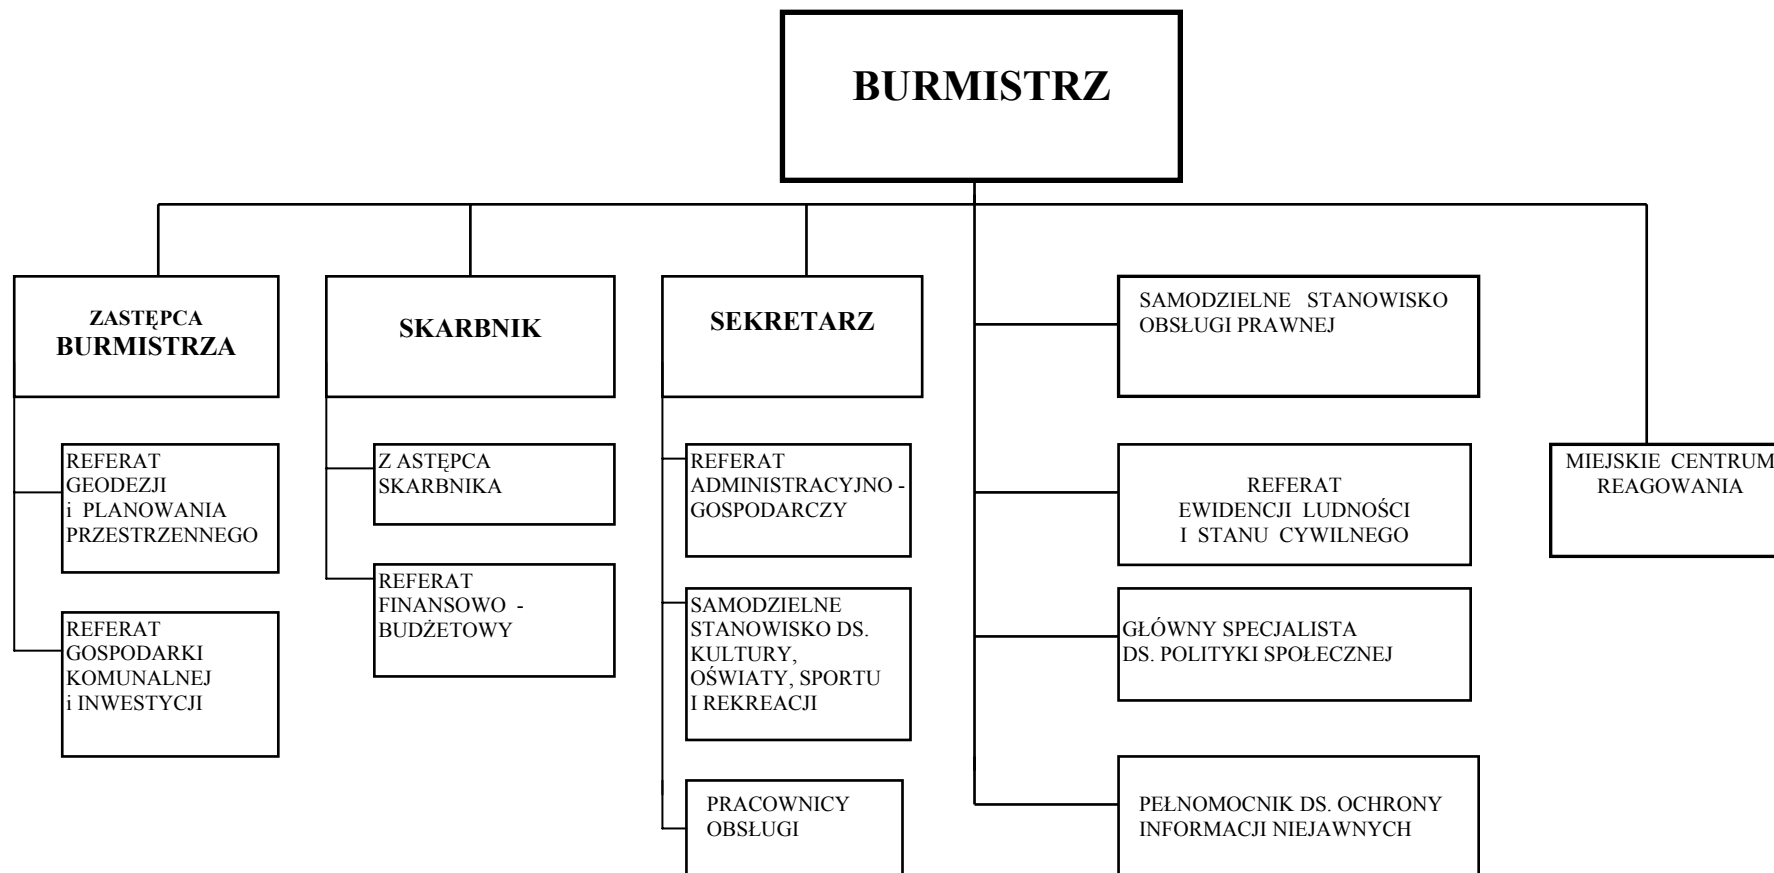 BURMISTRZ
ZASTĘPCA
BURMISTRZA
REFERAT
GEODEZJI
i PLANOWANIA
PRZESTRZENNEGO
REFERAT
GOSPODARKI
KOMUNALNEJ
i INWESTYCJI
SKARBNIK
Z ASTĘPCA
SKARBNIKA
REFERAT
FINANSOWO -
BUDŻETOWY
SEKRETARZ
REFERAT
ADMINISTRACYJNO -
GOSPODARCZY
SAMODZIELNE
STANOWISKO DS.
KULTURY,
OŚWIATY, SPORTU
I REKREACJI
PRACOWNICY
OBSŁUGI
SAMODZIELNE STANOWISKO
OBSŁUGI PRAWNEJ
REFERAT
EWIDENCJI LUDNOŚCI
I STANU CYWILNEGO
GŁÓWNY SPECJALISTA
DS. POLITYKI SPOŁECZNEJ
PEŁNOMOCNIK DS. OCHRONY
INFORMACJI NIEJAWNYCH
MIEJSKIE CENTRUM
REAGOWANIA